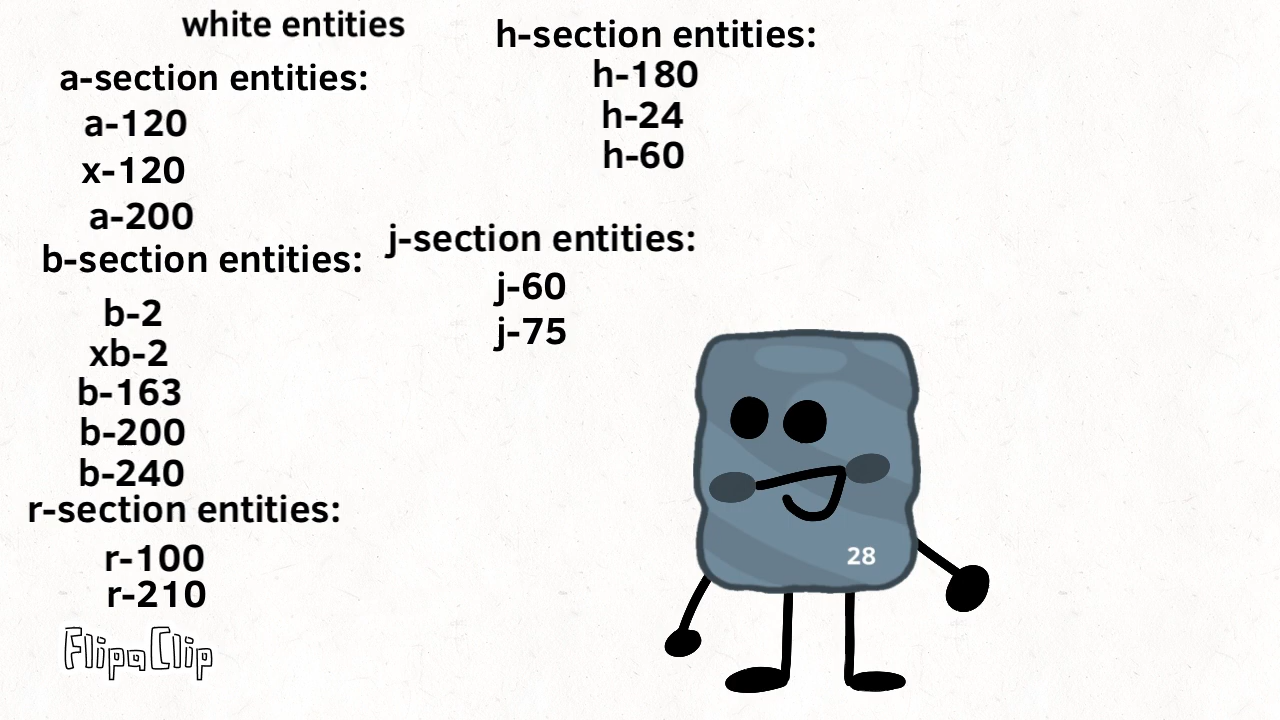 white entities
a-section entities:
a-120
x-120
a-200
b-section entities:
b-2
xb-2
b-163
b-200
b-240
r-section entities:
r-100
r-210
h-section entities:
h-180
h-24
h-60
j-section entities:
j-60
j-75
28
FlipaClip